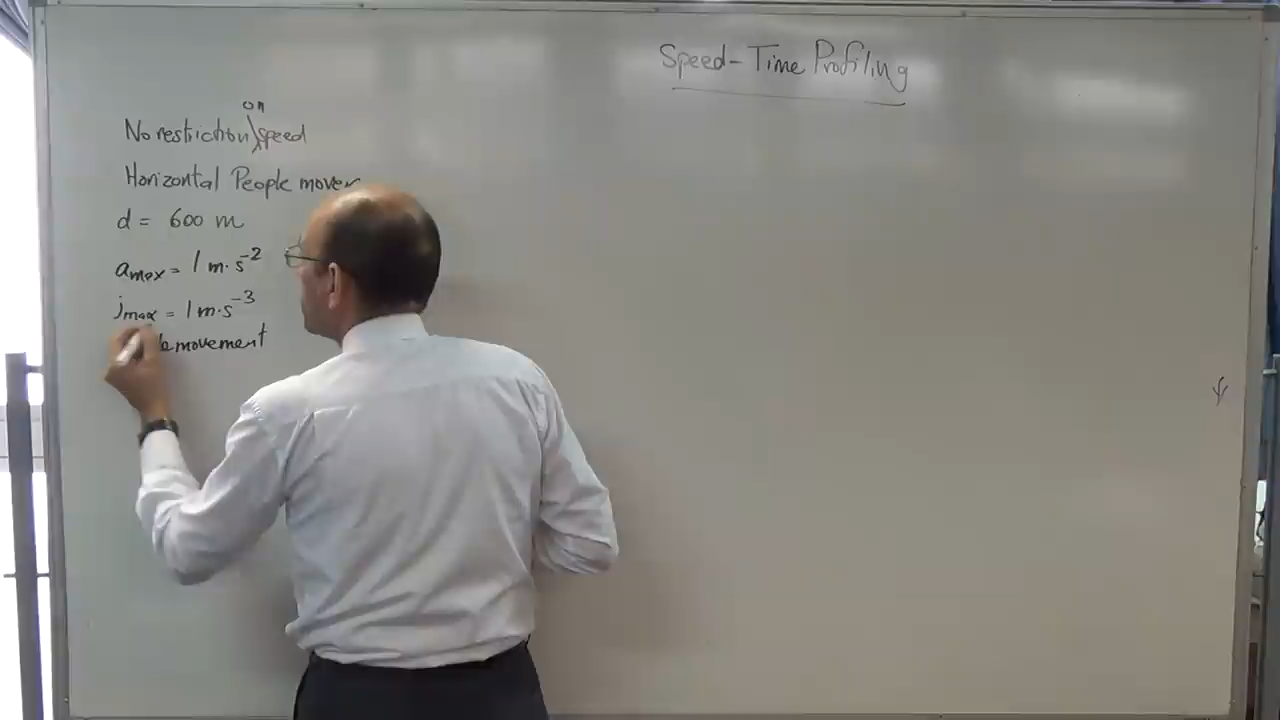 Speed-Time Profiling
on
No restriction speed
Horizontal People mover
d = 600 m
amax = 1 m·s⁻²
jmax = 1 m·s⁻³
movement